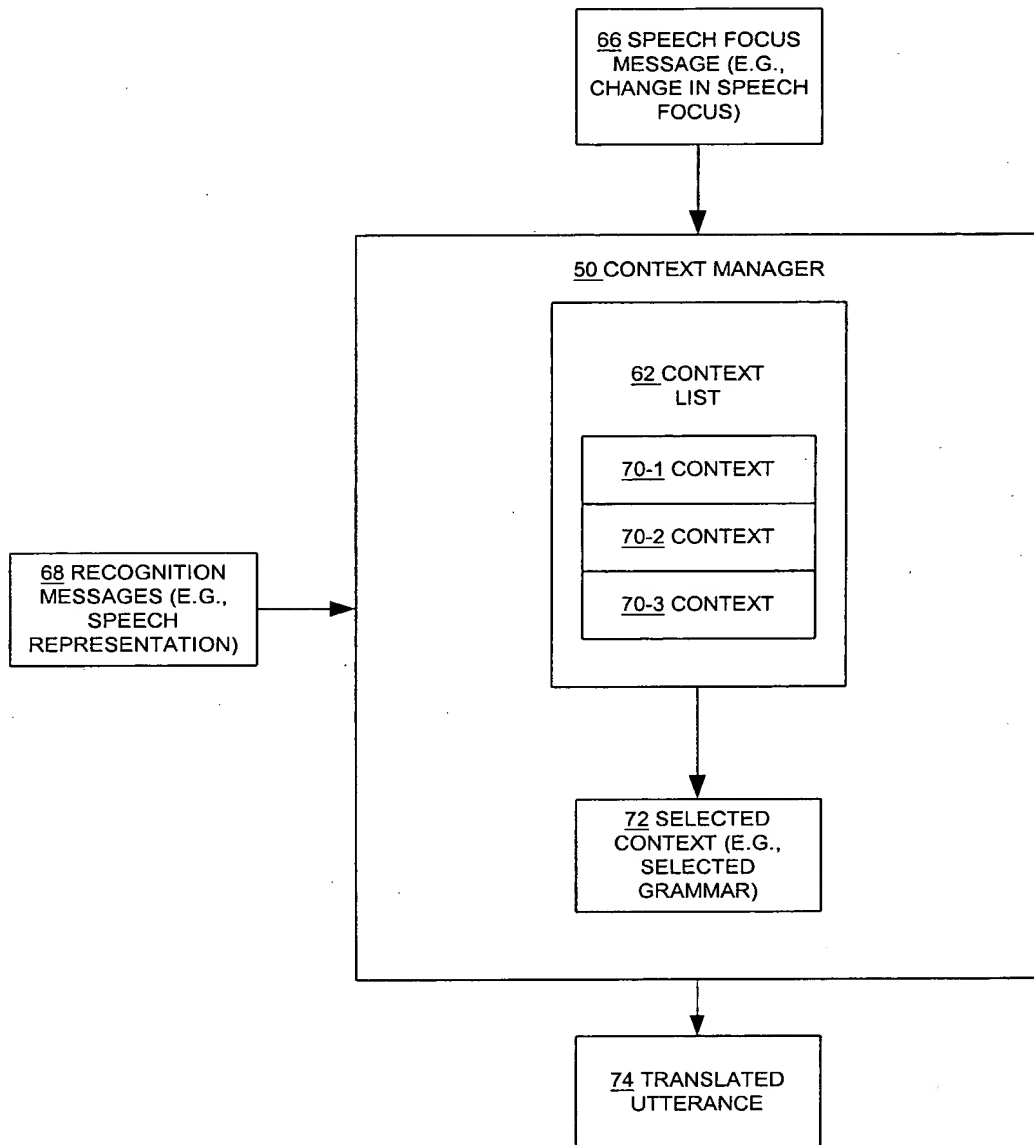 66 SPEECH FOCUS
MESSAGE (E.G.,
CHANGE IN SPEECH
FOCUS)
50 CONTEXT MANAGER
62 CONTEXT
LIST
70-1 CONTEXT
70-2 CONTEXT
70-3 CONTEXT
68 RECOGNITION
MESSAGES (E.G.,
SPEECH
REPRESENTATION)
72 SELECTED
CONTEXT (E.G.,
SELECTED
GRAMMAR)
74 TRANSLATED
UTTERANCE